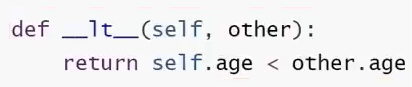 def __lt__(self, other):
    return self.age < other.age